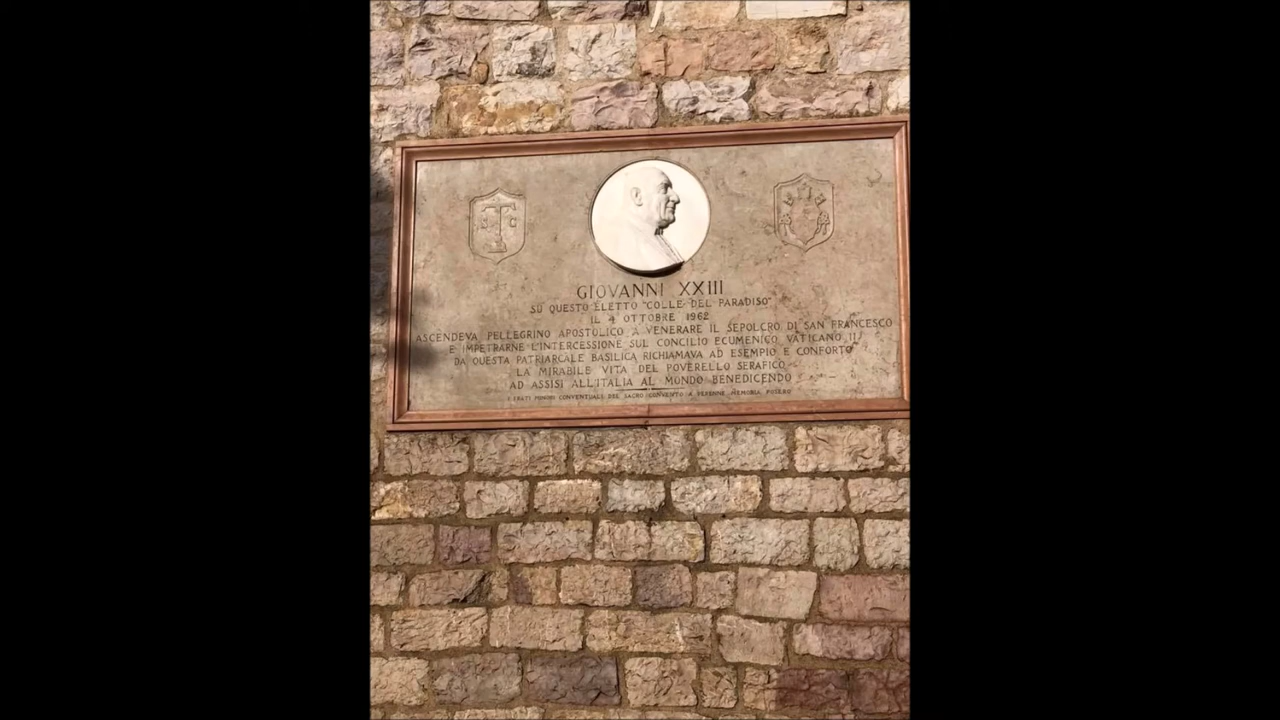 GIOVANNI XXIII
SU QUESTO ELETTO "COLLE DEL PARADISO"
IL 4 OTTOBRE 1962
ASCENDEVA PELLEGRINO APOSTOLICO A VENERARE IL SEPOLCRO DI SAN FRANCESCO
E IMPETRARNE L'INTERCESSIONE SUL CONCILIO ECUMENICO VATICANO II
DA QUESTA PATRIARCALE BASILICA RICHIAMAVA AD ESEMPIO E CONFORTO
LA MIRABILE VITA DEL POVERELLO SERAFICO
AD ASSISI ALL'ITALIA AL MONDO BENEDICENDO
I FRATI MINORI CONVENTUALI DEL SACRO CONVENTO A PERENNE MEMORIA POSERO